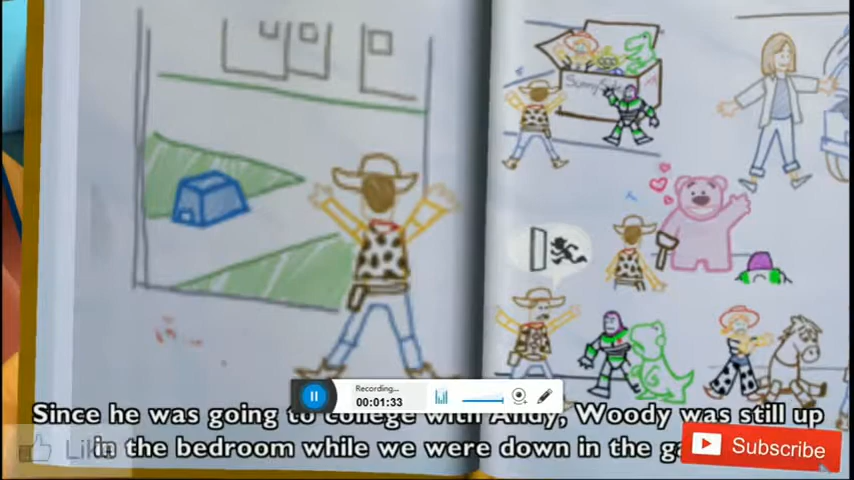 Sunny
Recording...
00:01:33
Since he was going to college with Andy, Woody was still up
in the bedroom while we were down in the
Like
Subscribe